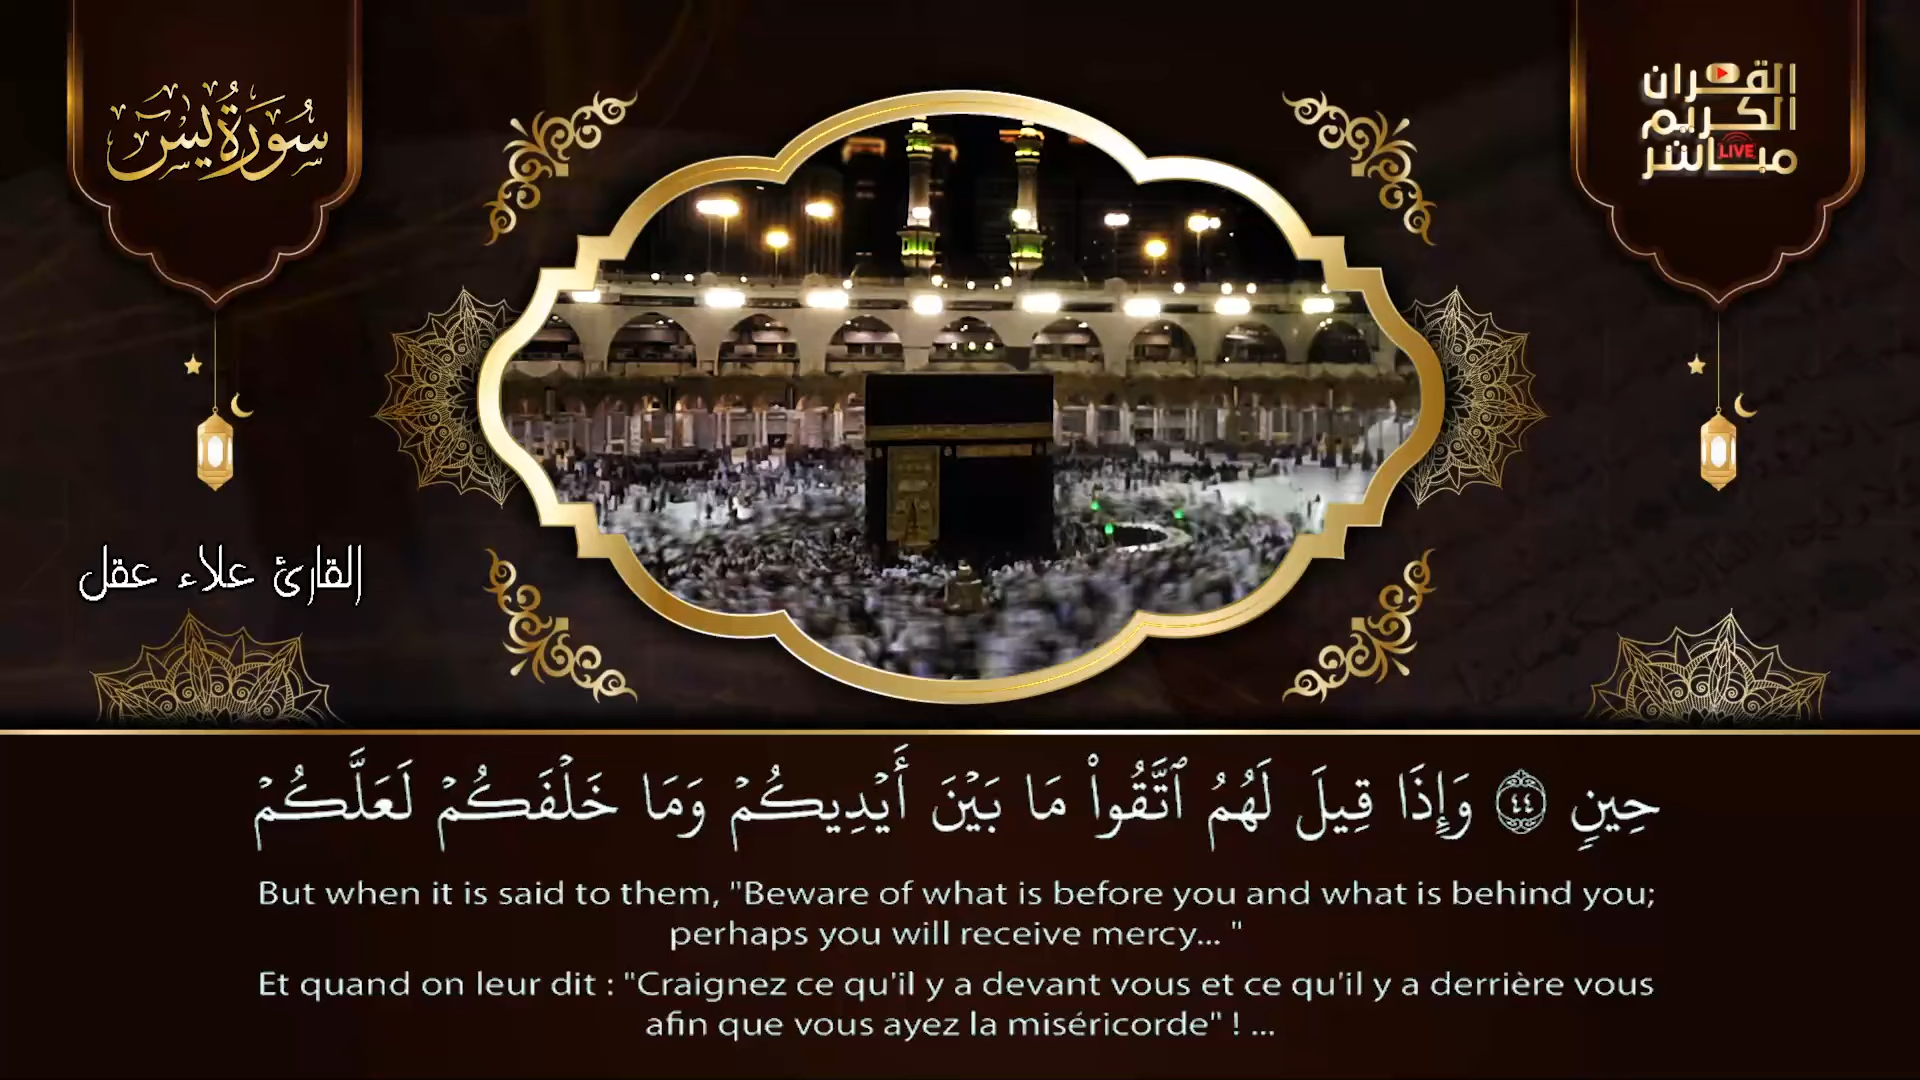 سُورَةُ يسٓ
القرآن
الكريم
مباشر
LIVE
القارئ علاء عقل
حِينٍ ٤٤ وَإِذَا قِيلَ لَهُمُ ٱتَّقُوا۟ مَا بَيْنَ أَيْدِيكُمْ وَمَا خَلْفَكُمْ لَعَلَّكُمْ
But when it is said to them, "Beware of what is before you and what is behind you;
perhaps you will receive mercy... "
Et quand on leur dit : "Craignez ce qu'il y a devant vous et ce qu'il y a derrière vous
afin que vous ayez la miséricorde" ! ...